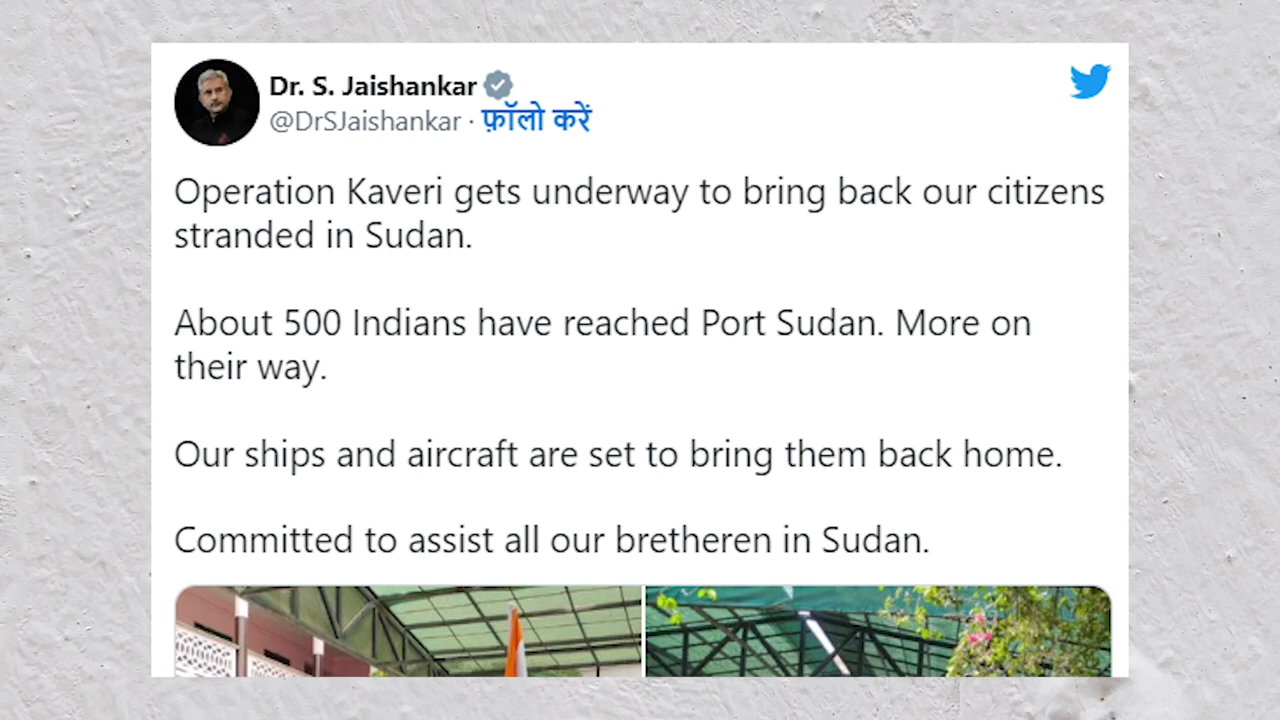 Dr. S. Jaishankar
@DrSJaishankar · फ़ॉलो करें
Operation Kaveri gets underway to bring back our citizens
stranded in Sudan.
About 500 Indians have reached Port Sudan. More on
their way.
Our ships and aircraft are set to bring them back home.
Committed to assist all our bretheren in Sudan.